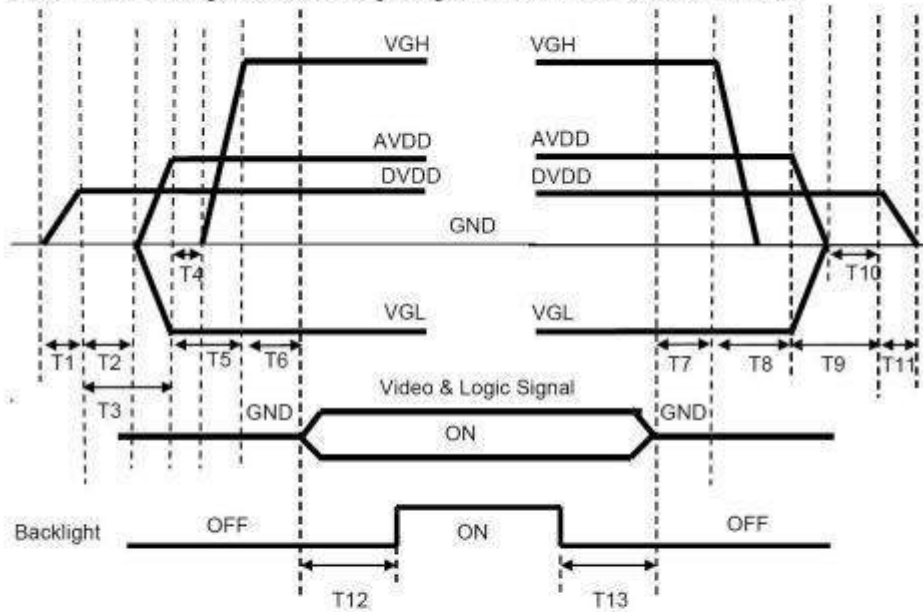 VGH
VGH
AVDD
AVDD
DVDD
DVDD
GND
T4
T10
VGL
VGL
T1
T2
T5
T6
T7
T8
T9
T11
T3
Video & Logic Signal
GND
GND
ON
Backlight
OFF
ON
OFF
T12
T13